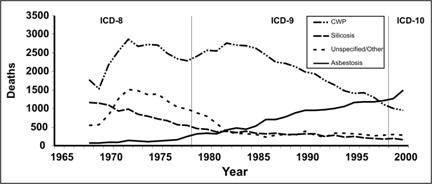 ICD-8 ICD-9 ICD-10
CWP
Silicosis
Unspecified/Other
Asbestosis
3500
3000
2500
2000
1500
1000
500
0
Deaths
1965 1970 1975 1980 1985 1990 1995 2000
Year